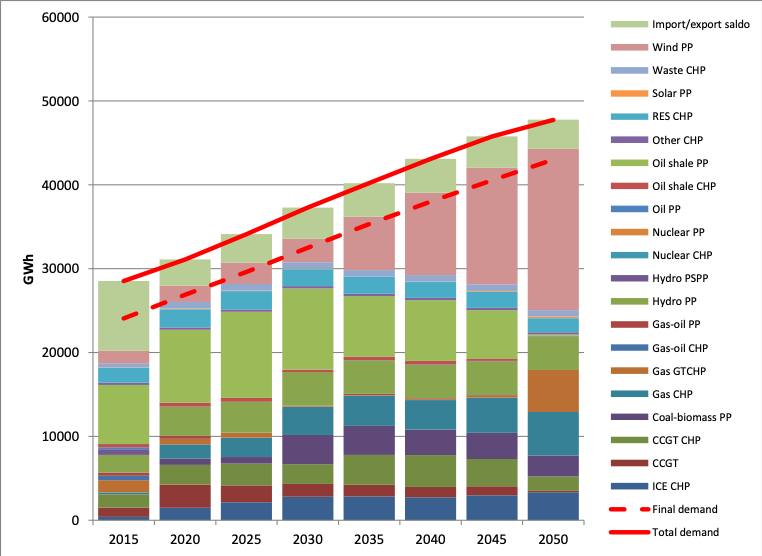 60000
50000
40000
30000
20000
10000
0
GWh
2015 2020 2025 2030 2035 2040 2045 2050
Import/export saldo
Wind PP
Waste CHP
Solar PP
RES CHP
Other CHP
Oil shale PP
Oil shale CHP
Oil PP
Nuclear PP
Nuclear CHP
Hydro PSPP
Hydro PP
Gas-oil PP
Gas-oil CHP
Gas GTCHP
Gas CHP
Coal-biomass PP
CCGT CHP
CCGT
ICE CHP
Final demand
Total demand